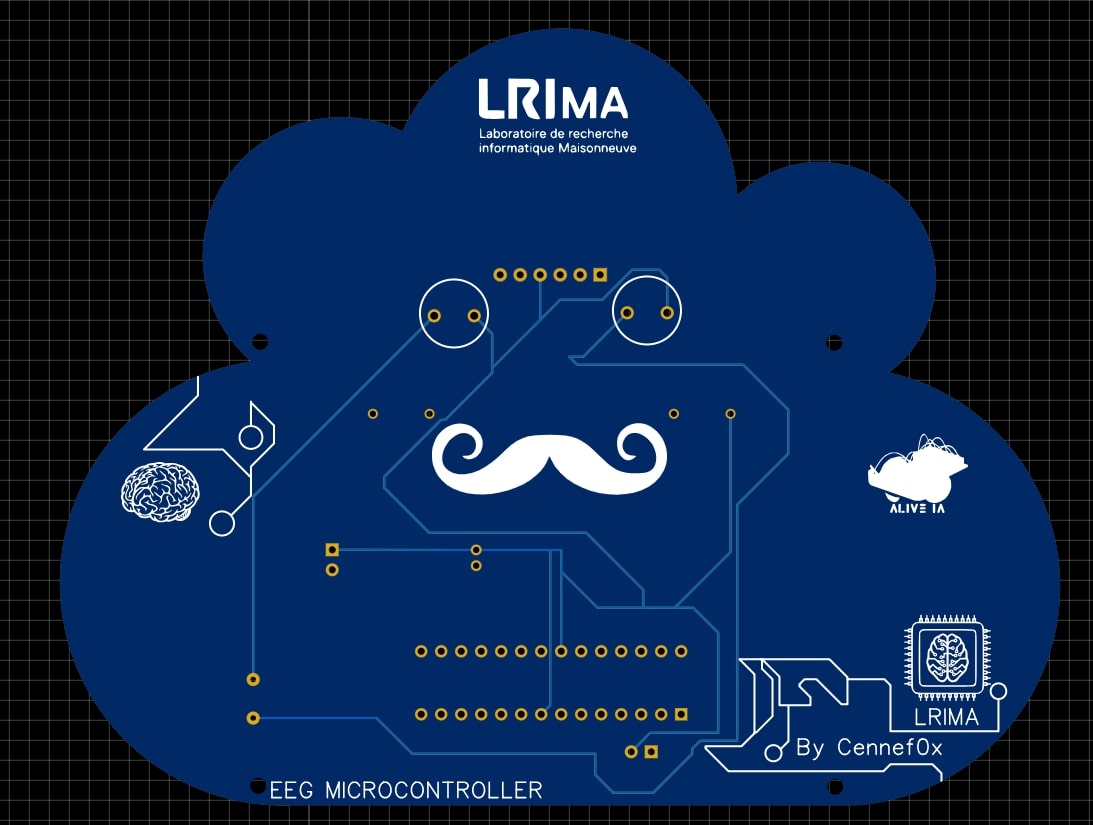 LRIMA
Laboratoire de recherche
informatique Maisonneuve
ALIVE IA
LRIMA
By Cennef0x
EEG MICROCONTROLLER